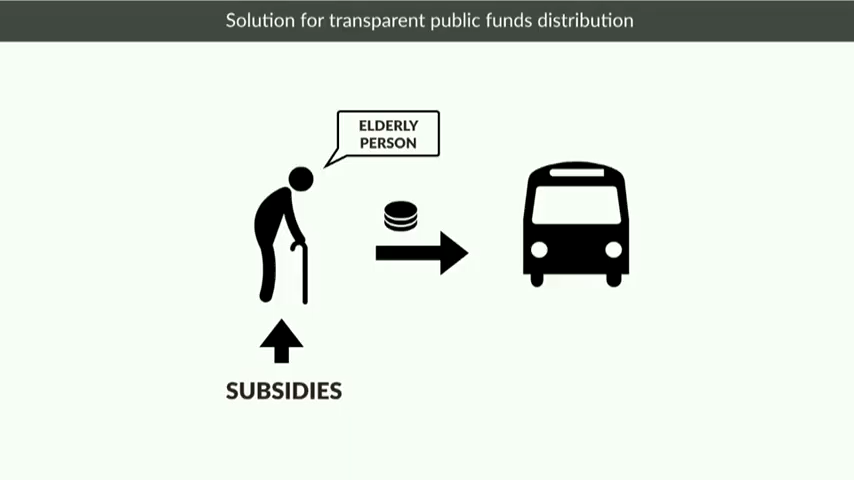 Solution for transparent public funds distribution
ELDERLY
PERSON
SUBSIDIES